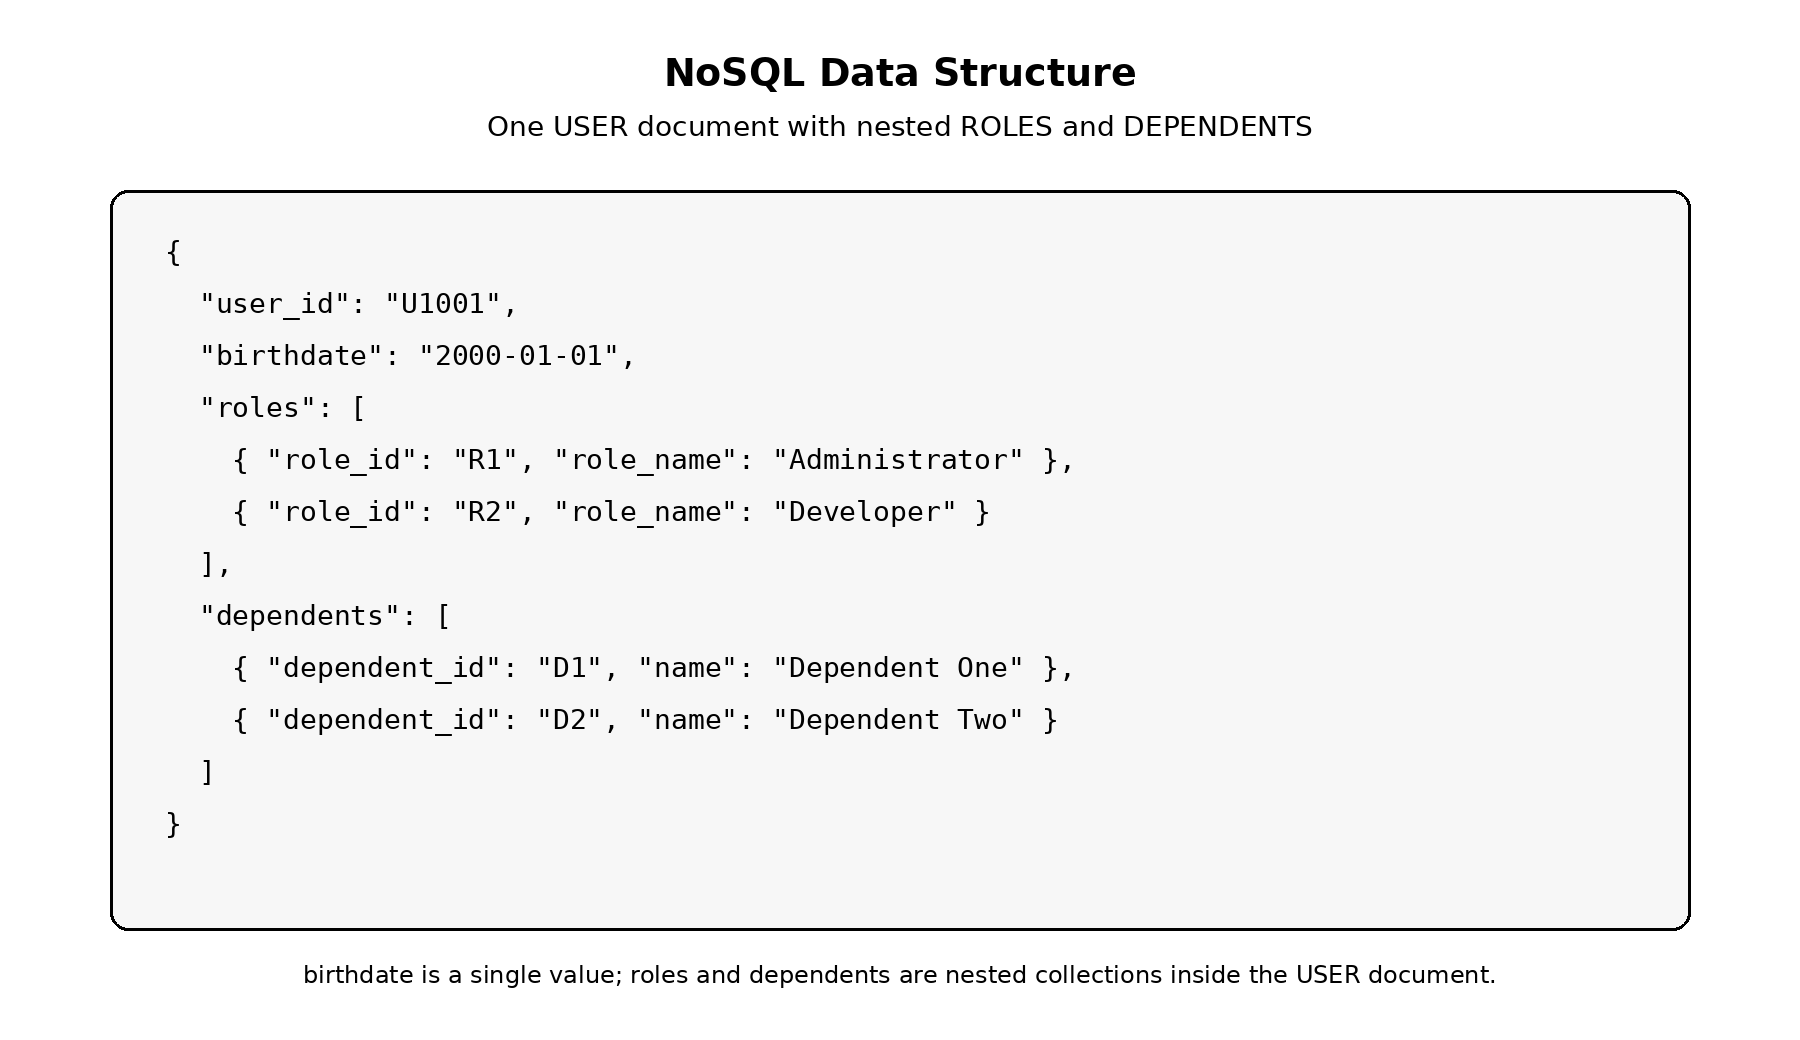 NoSQL Data Structure
One USER document with nested ROLES and DEPENDENTS
{
  "user_id": "U1001",
  "birthdate": "2000-01-01",
  "roles": [
    { "role_id": "R1", "role_name": "Administrator" },
    { "role_id": "R2", "role_name": "Developer" }
  ],
  "dependents": [
    { "dependent_id": "D1", "name": "Dependent One" },
    { "dependent_id": "D2", "name": "Dependent Two" }
  ]
}
birthdate is a single value; roles and dependents are nested collections inside the USER document.